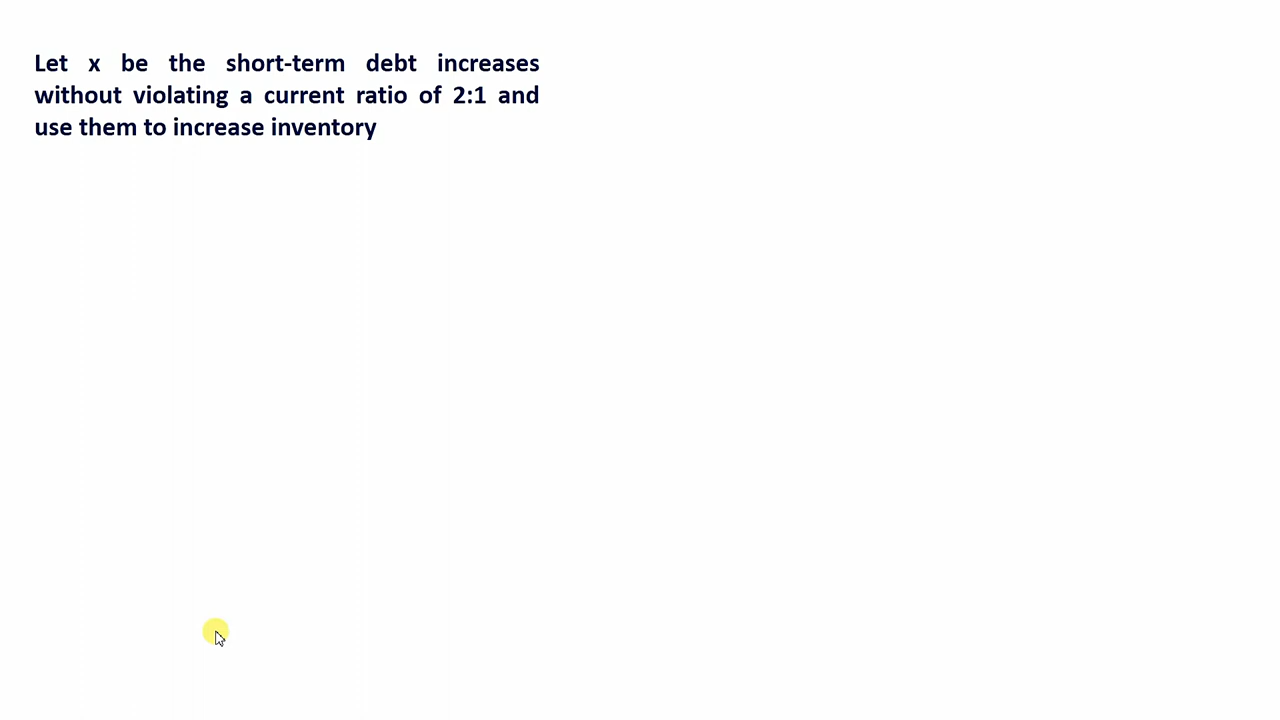 Let x be the short-term debt increases
without violating a current ratio of 2:1 and
use them to increase inventory